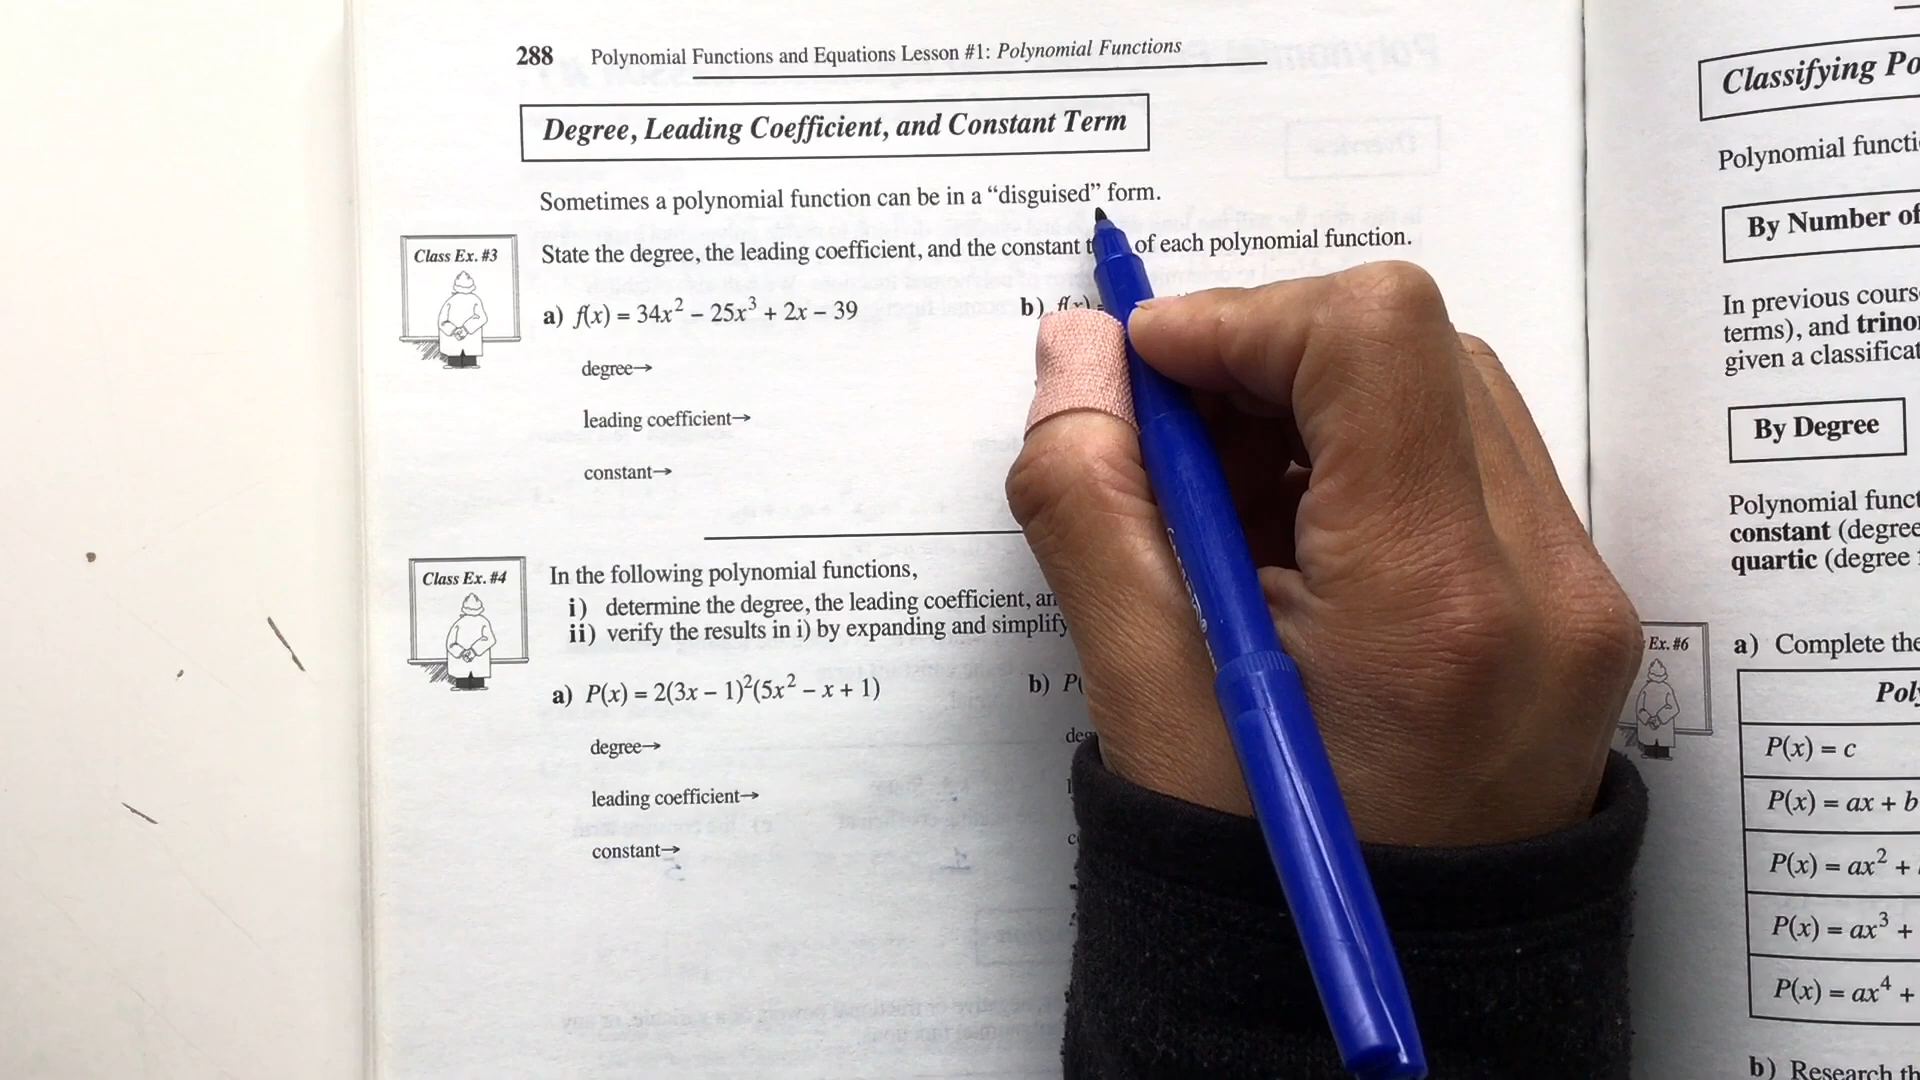 288 Polynomial Functions and Equations Lesson #1: Polynomial Functions
Degree, Leading Coefficient, and Constant Term
Sometimes a polynomial function can be in a “disguised” form.
Class Ex. #3
State the degree, the leading coefficient, and the constant of each polynomial function.
a) f(x) = 34x² − 25x³ + 2x − 39
b) f(x) =
degree→
leading coefficient→
constant→
Class Ex. #4
In the following polynomial functions,
i) determine the degree, the leading coefficient,
ii) verify the results in i) by expanding and simplify
a) P(x) = 2(3x − 1)²(5x² − x + 1)
b) P(
degree→
leading coefficient→
constant→
Classifying Po
Polynomial functi
By Number of
In previous cours
terms), and trino
given a classificat
By Degree
Polynomial funct
constant (degree
quartic (degree
Ex. #6
a) Complete the
Poly
P(x) = c
P(x) = ax + b
P(x) = ax² +
P(x) = ax³ +
P(x) = ax⁴ +
b) Research th